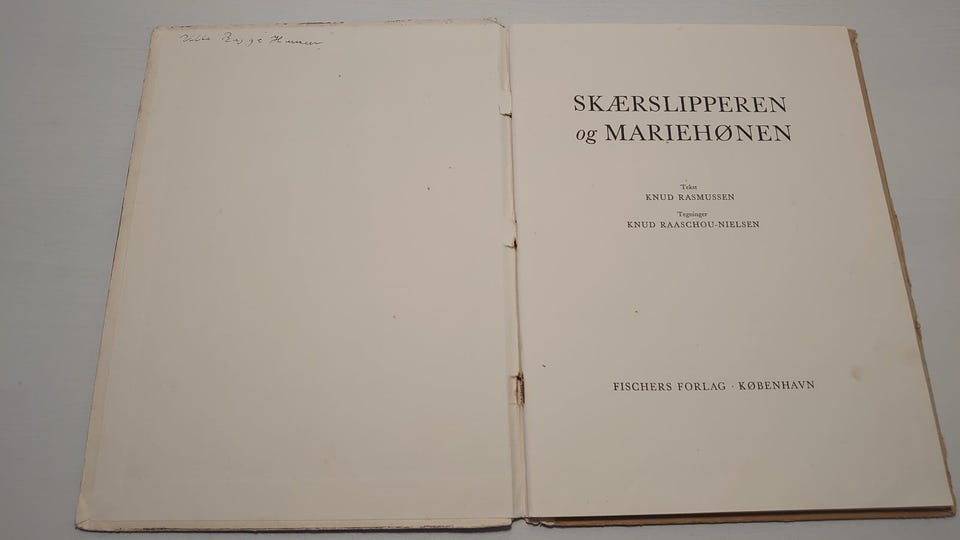 SKÆRSLIPPEREN
og MARIEHØNEN
Tekst
KNUD RASMUSSEN
Tegninger
KNUD RAASCHOU-NIELSEN
FISCHERS FORLAG · KØBENHAVN